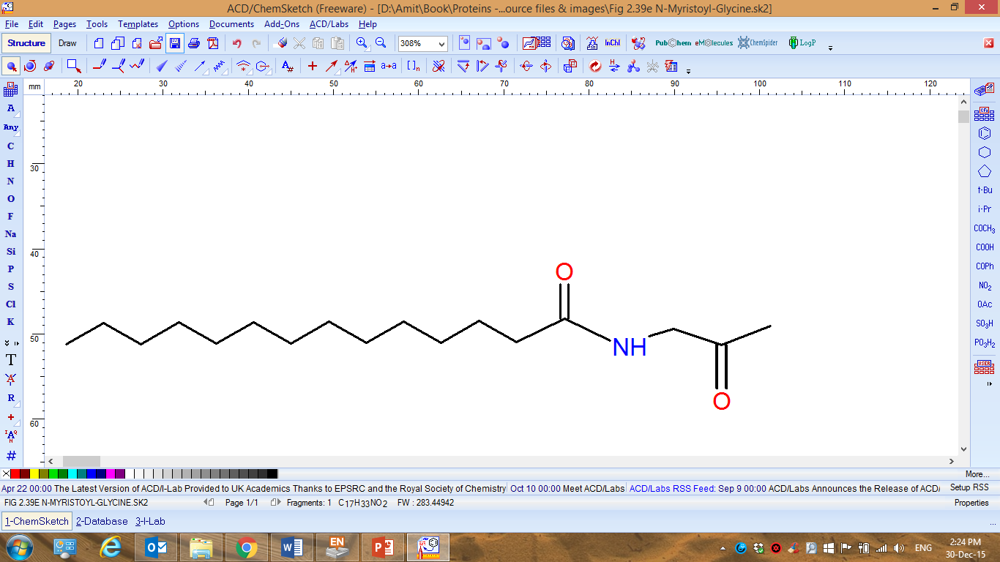 ACD/ChemSketch (Freeware) - [D:\Amit\Book\Proteins -...ource files & images\Fig 2.39e N-Myristoyl-Glycine.sk2]
File Edit Pages Tools Templates Options Documents Add-Ons ACD/Labs Help
Structure Draw 308% InChI PubChem eMolecules ChemSpider LogP
mm 20 30 40 50 60 70 80 90 100 110 120
A
Any
C
H
N
O
F
Na
Si
P
S
Cl
K
T
R
#
30
40
50
60
O
NH
O
t-Bu
i-Pr
COCH3
COOH
COPh
NO2
OAc
SO3H
PO3H2
USER
More...
Apr 22 00:00 The Latest Version of ACD/I-Lab Provided to UK Academics Thanks to EPSRC and the Royal Society of Chemistry Oct 10 00:00 Meet ACD/Labs ACD/Labs RSS Feed: Sep 9 00:00 ACD/Labs Announces the Release of ACD/ Setup RSS
FIG 2.39E N-MYRISTOYL-GLYCINE.SK2 Page 1/1 Fragments: 1 C17H33NO2 FW : 283.44942 Properties
1-ChemSketch 2-Database 3-I-Lab ...
EN ENG 2:24 PM
30-Dec-15